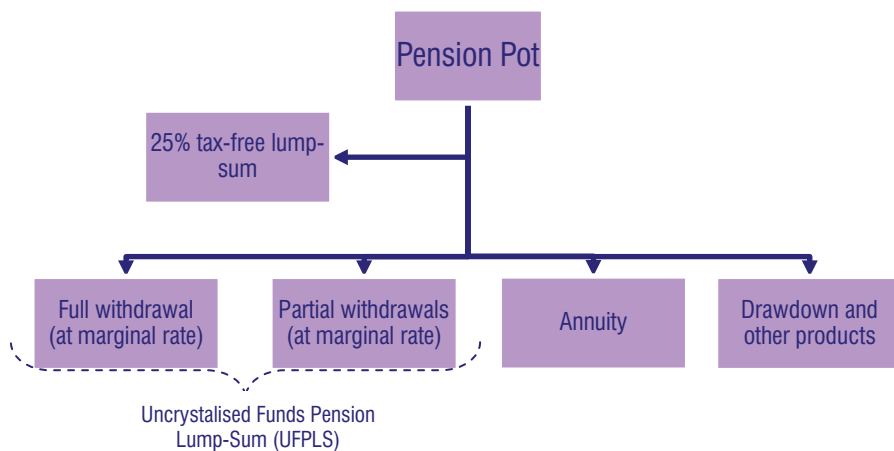 Pension Pot
25% tax-free lump-
sum
Full withdrawal
(at marginal rate)
Partial withdrawals
(at marginal rate)
Annuity
Drawdown and
other products
Uncrystalised Funds Pension
Lump-Sum (UFPLS)